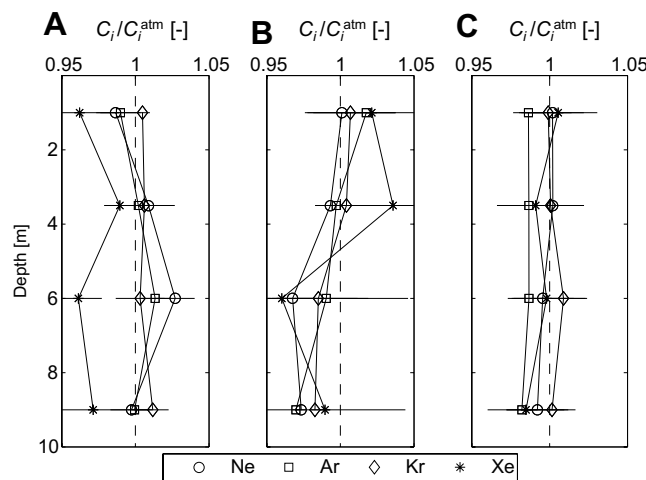 A B C
C_i/C_i^atm [-] C_i/C_i^atm [-] C_i/C_i^atm [-]
0.95 1 1.05 0.95 1 1.05 0.95 1 1.05
2
4
Depth [m]
6
8
10
Ne Ar Kr Xe